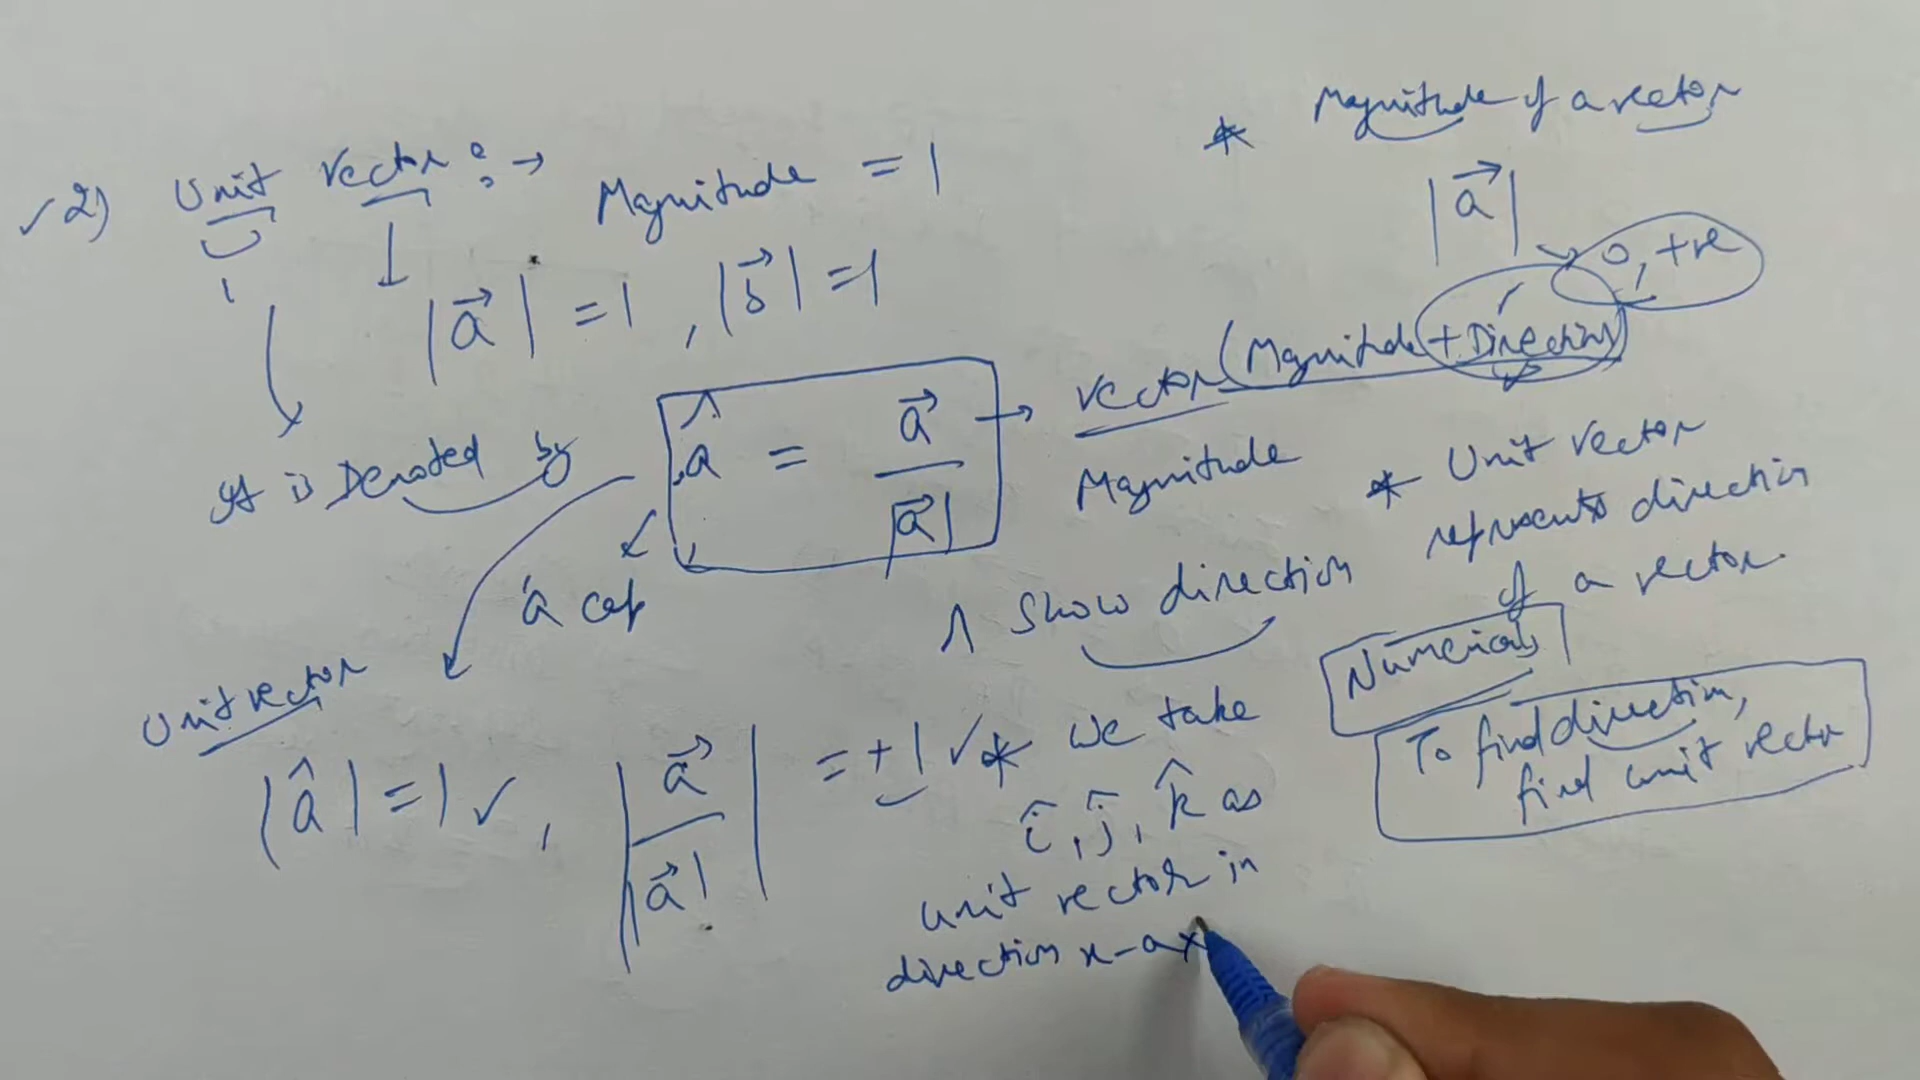 ✓ 2) Unit Vector :→ Magnitude = 1
|a⃗| = 1 , |b⃗| = 1
It is Denoted by
â = a⃗ / |a⃗| → vector (Magnitude + Direction)
Magnitude
a cap
∧ Show direction
Unit vector
|â| = 1 ✓ , |a⃗ / |a⃗|| = +1 ✓
* We take
î , ĵ , k̂ as
unit vector in
direction x-ax
* Magnitude of a vector
|a⃗|
0, +ve
* Unit Vector
represents direction
of a vector
Numericals
To find direction,
find unit vector